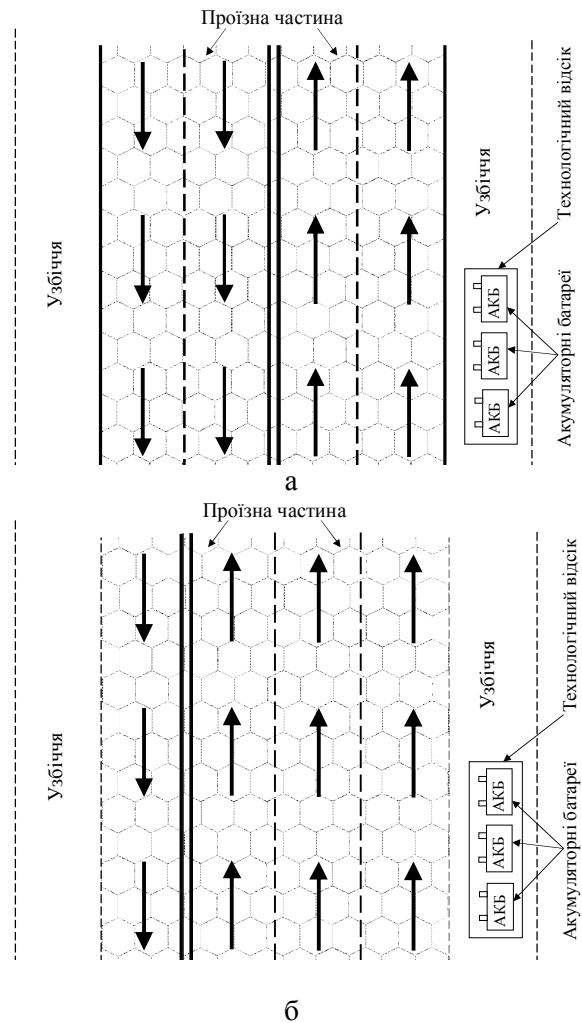 Проїзна частина
Узбіччя
Узбіччя
Технологічний відсік
АКБ
АКБ
АКБ
Акумуляторні батареї
а
Проїзна частина
Узбіччя
Узбіччя
Технологічний відсік
АКБ
АКБ
АКБ
Акумуляторні батареї
б